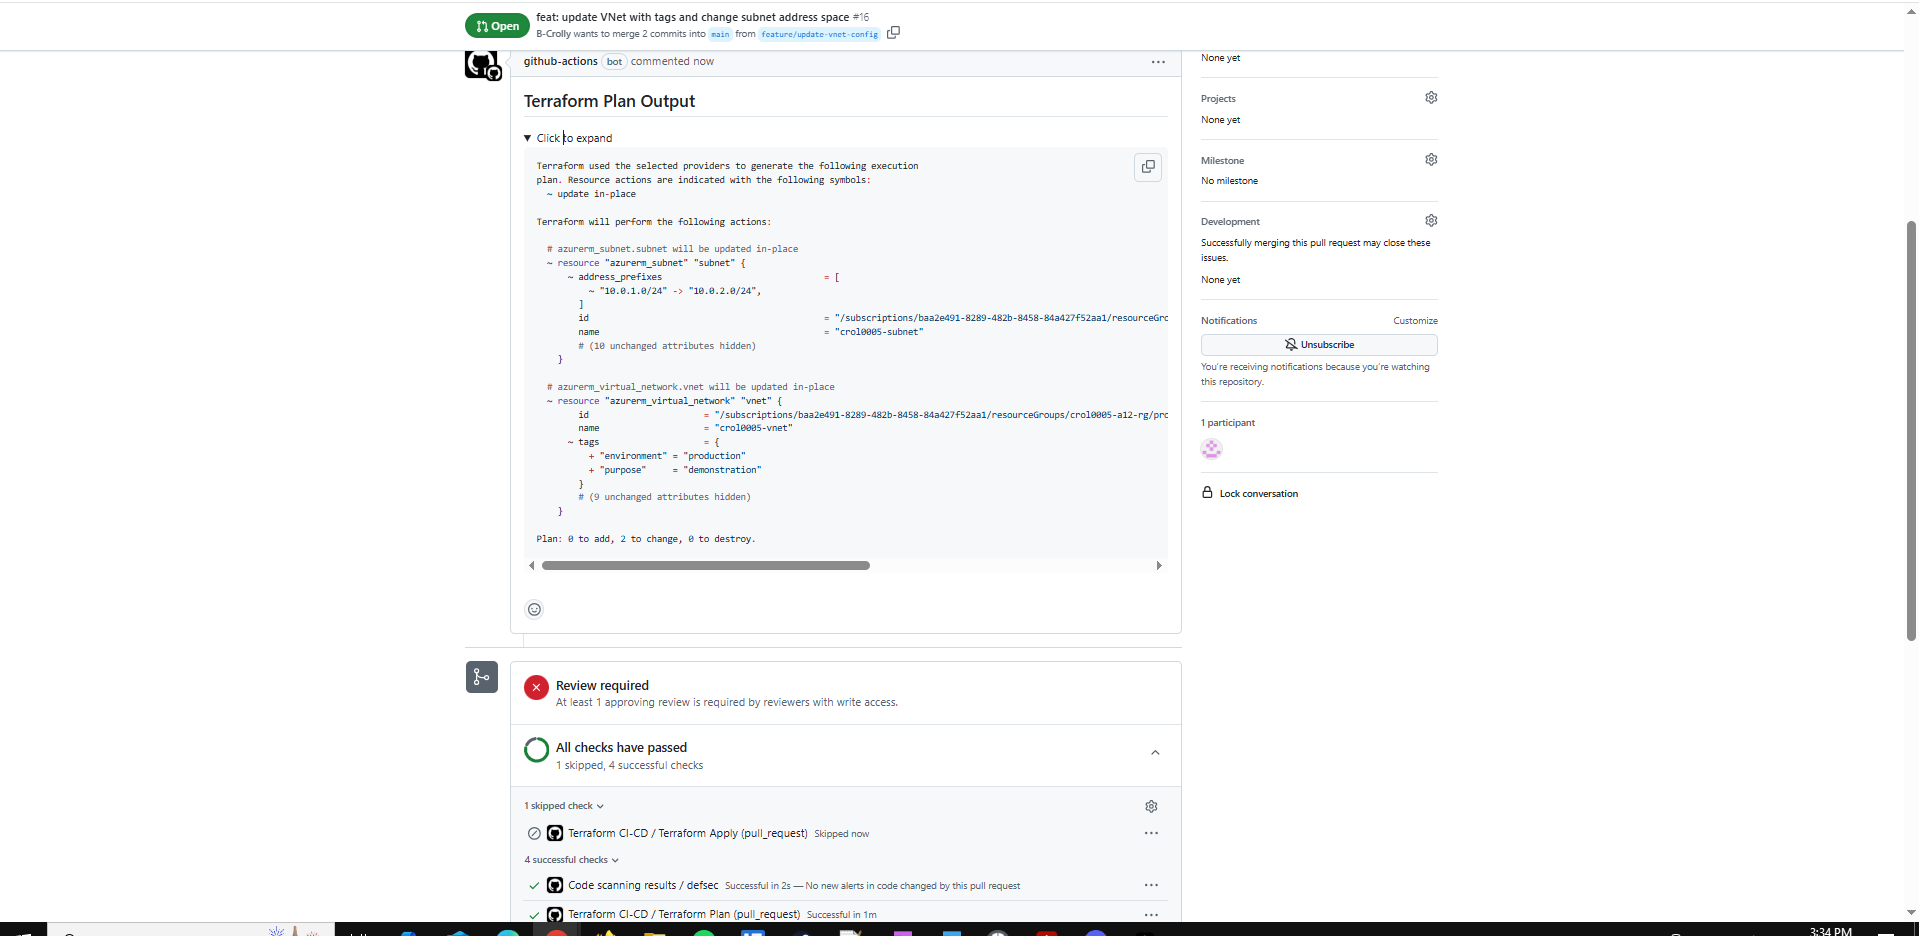 Open
feat: update VNet with tags and change subnet address space #16
B-Crolly wants to merge 2 commits into main from feature/update-vnet-config
github-actions bot commented now
Terraform Plan Output
Click to expand
Terraform used the selected providers to generate the following execution
plan. Resource actions are indicated with the following symbols:
~ update in-place
Terraform will perform the following actions:
# azurerm_subnet.subnet will be updated in-place
~ resource "azurerm_subnet" "subnet" {
~ address_prefixes = [
~ "10.0.1.0/24" -> "10.0.2.0/24",
]
id = "/subscriptions/baa2e491-8289-482b-8458-84a427f52aa1/resourceGro
name = "crol0005-subnet"
# (10 unchanged attributes hidden)
}
# azurerm_virtual_network.vnet will be updated in-place
~ resource "azurerm_virtual_network" "vnet" {
id = "/subscriptions/baa2e491-8289-482b-8458-84a427f52aa1/resourceGroups/crol0005-a12-rg/pro
name = "crol0005-vnet"
~ tags = {
+ "environment" = "production"
+ "purpose" = "demonstration"
}
# (9 unchanged attributes hidden)
}
Plan: 0 to add, 2 to change, 0 to destroy.
Review required
At least 1 approving review is required by reviewers with write access.
All checks have passed
1 skipped, 4 successful checks
1 skipped check
Terraform CI-CD / Terraform Apply (pull_request) Skipped now
4 successful checks
Code scanning results / defsec Successful in 2s — No new alerts in code changed by this pull request
Terraform CI-CD / Terraform Plan (pull_request) Successful in 1m
None yet
Projects
None yet
Milestone
No milestone
Development
Successfully merging this pull request may close these
issues.
None yet
Notifications Customize
Unsubscribe
You're receiving notifications because you're watching
this repository.
1 participant
Lock conversation
3:34 PM